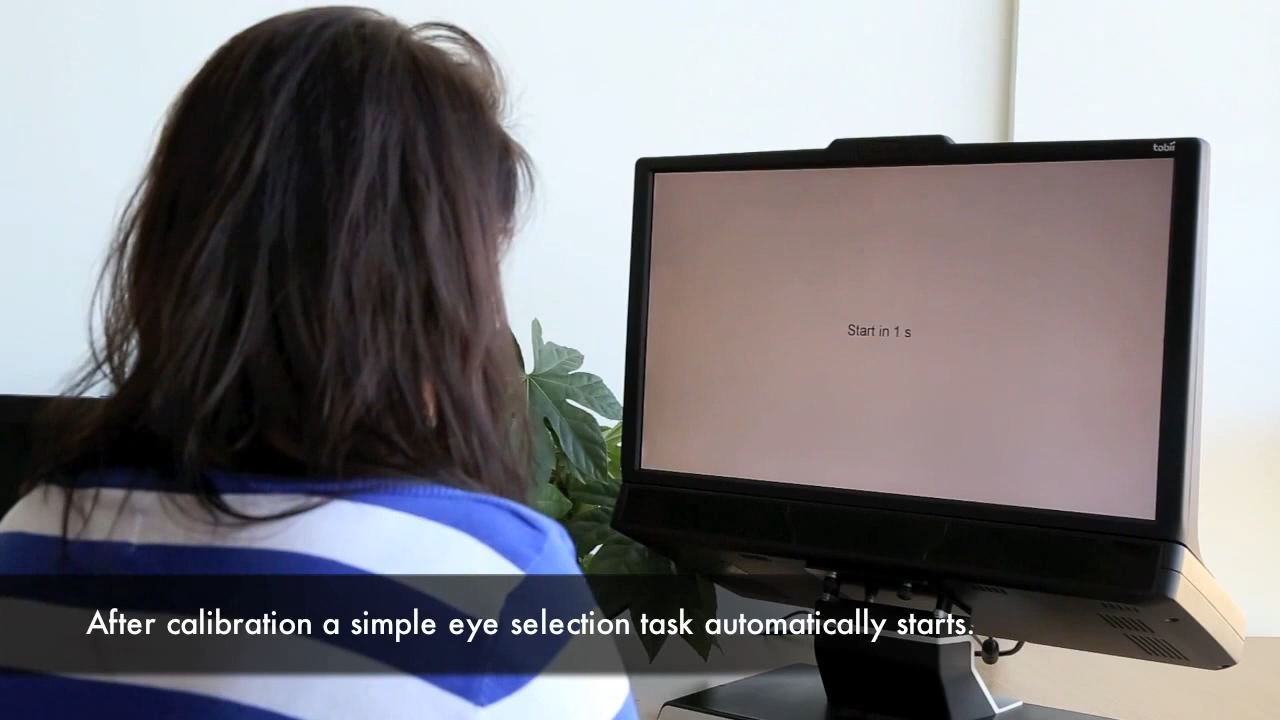 tobii
Start in 1 s
After calibration a simple eye selection task automatically starts.